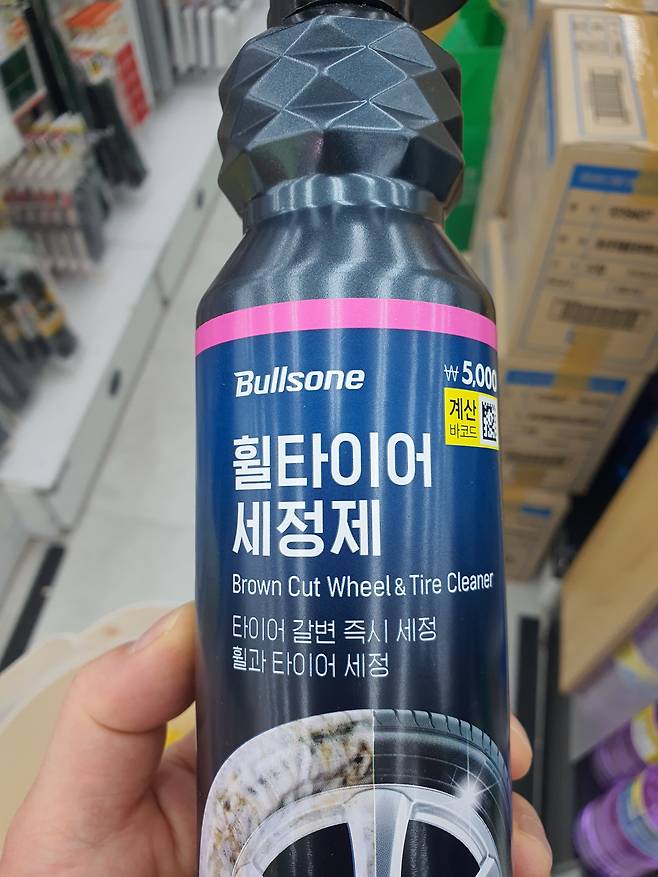 Bullsone
₩ 5,000
계산
바코드
휠타이어
세정제
Brown Cut Wheel & Tire Cleaner
타이어 갈변 즉시 세정
휠과 타이어 세정